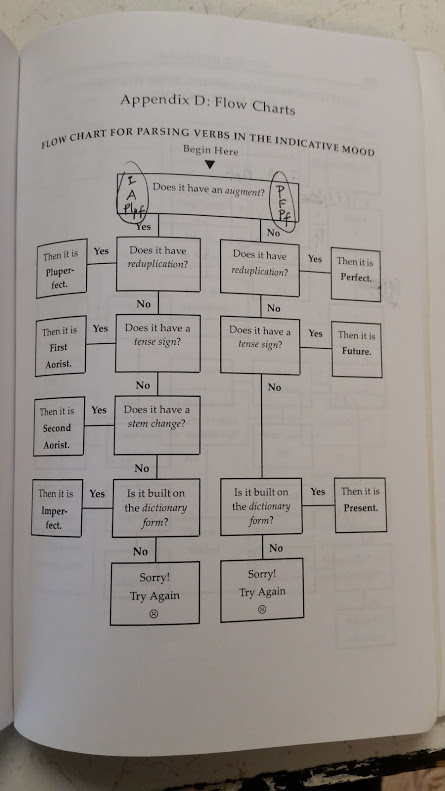 Appendix D: Flow Charts
FLOW CHART FOR PARSING VERBS IN THE INDICATIVE MOOD
Begin Here
I
A
Plpf
Does it have an augment?
P
F
Pf
Yes
No
Then it is
Pluper-
fect.
Yes
Does it have
reduplication?
Does it have
reduplication?
Yes
Then it is
Perfect.
No
No
Then it is
First
Aorist.
Yes
Does it have a
tense sign?
Does it have a
tense sign?
Yes
Then it is
Future.
No
No
Then it is
Second
Aorist.
Yes
Does it have a
stem change?
No
Then it is
Imper-
fect.
Yes
Is it built on
the dictionary
form?
Is it built on
the dictionary
form?
Yes
Then it is
Present.
No
No
Sorry!
Try Again
☹
Sorry!
Try Again
☹